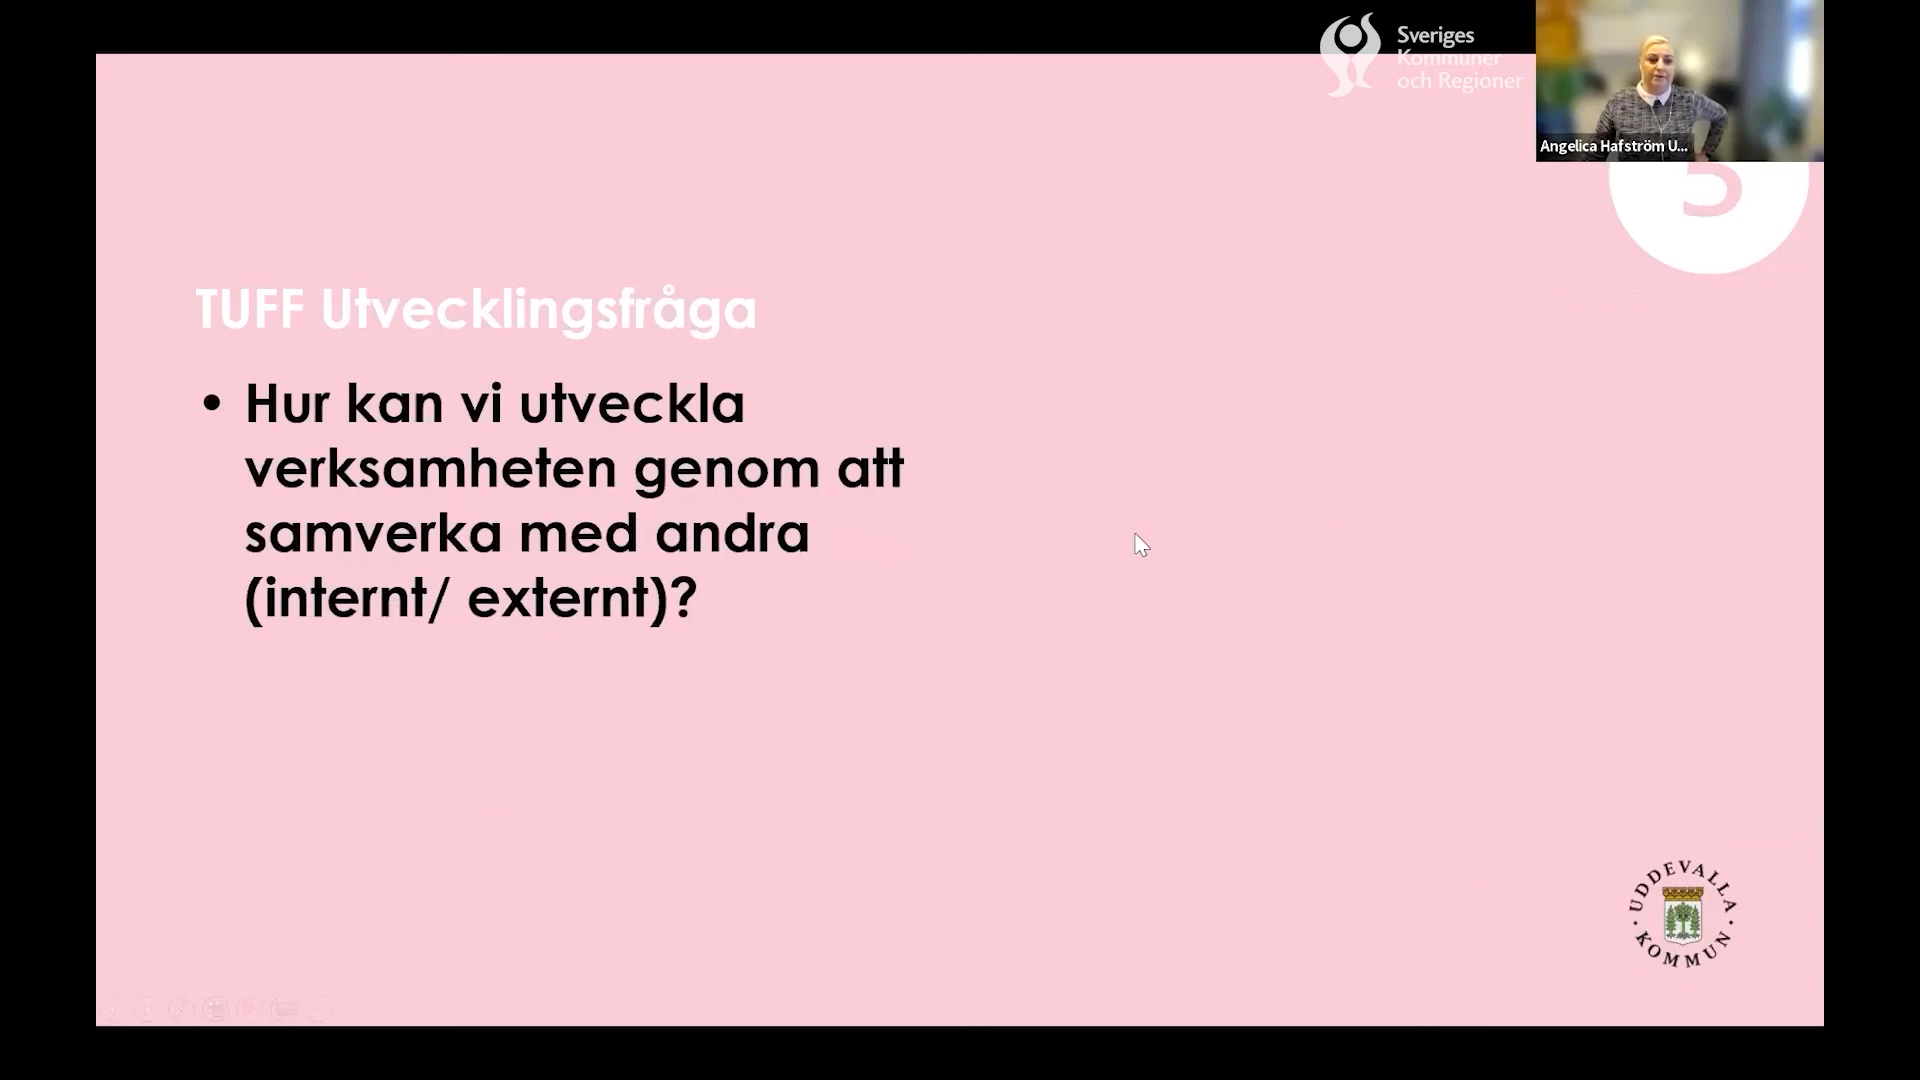 Sveriges
Kommuner
och Regioner
Angelica Hafström U...
TUFF Utvecklingsfråga
• Hur kan vi utveckla
verksamheten genom att
samverka med andra
(internt/ externt)?
UDDEVALLA
KOMMUN